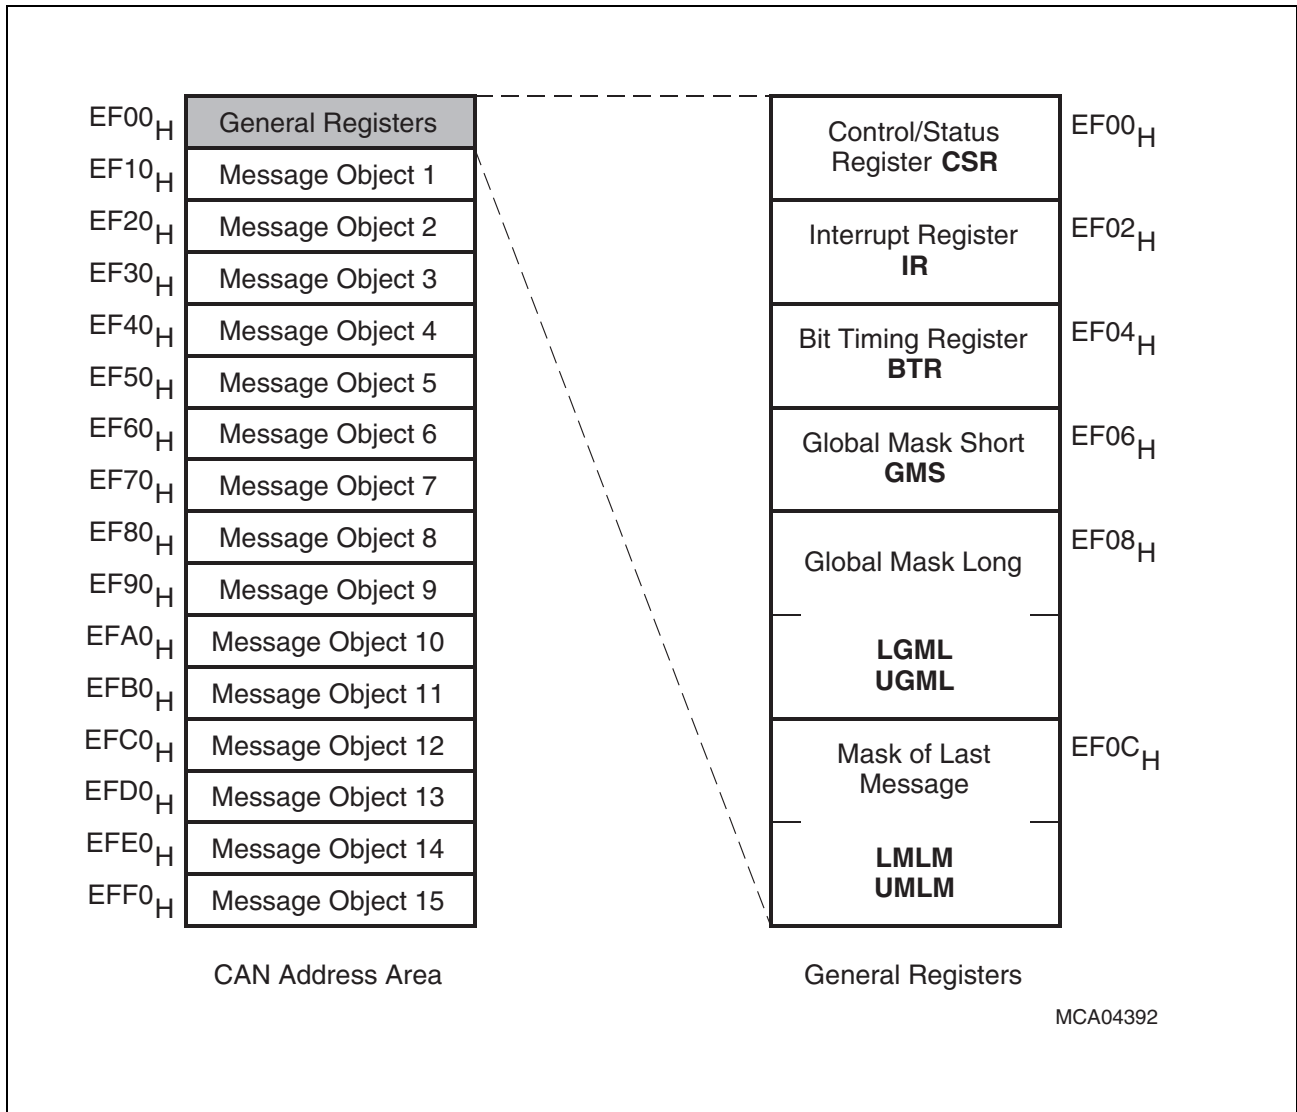 EF00H General Registers
EF10H Message Object 1
EF20H Message Object 2
EF30H Message Object 3
EF40H Message Object 4
EF50H Message Object 5
EF60H Message Object 6
EF70H Message Object 7
EF80H Message Object 8
EF90H Message Object 9
EFA0H Message Object 10
EFB0H Message Object 11
EFC0H Message Object 12
EFD0H Message Object 13
EFE0H Message Object 14
EFF0H Message Object 15
CAN Address Area
Control/Status EF00H
Register CSR
Interrupt Register EF02H
IR
Bit Timing Register EF04H
BTR
Global Mask Short EF06H
GMS
Global Mask Long EF08H
LGML
UGML
Mask of Last EF0CH
Message
LMLM
UMLM
General Registers
MCA04392